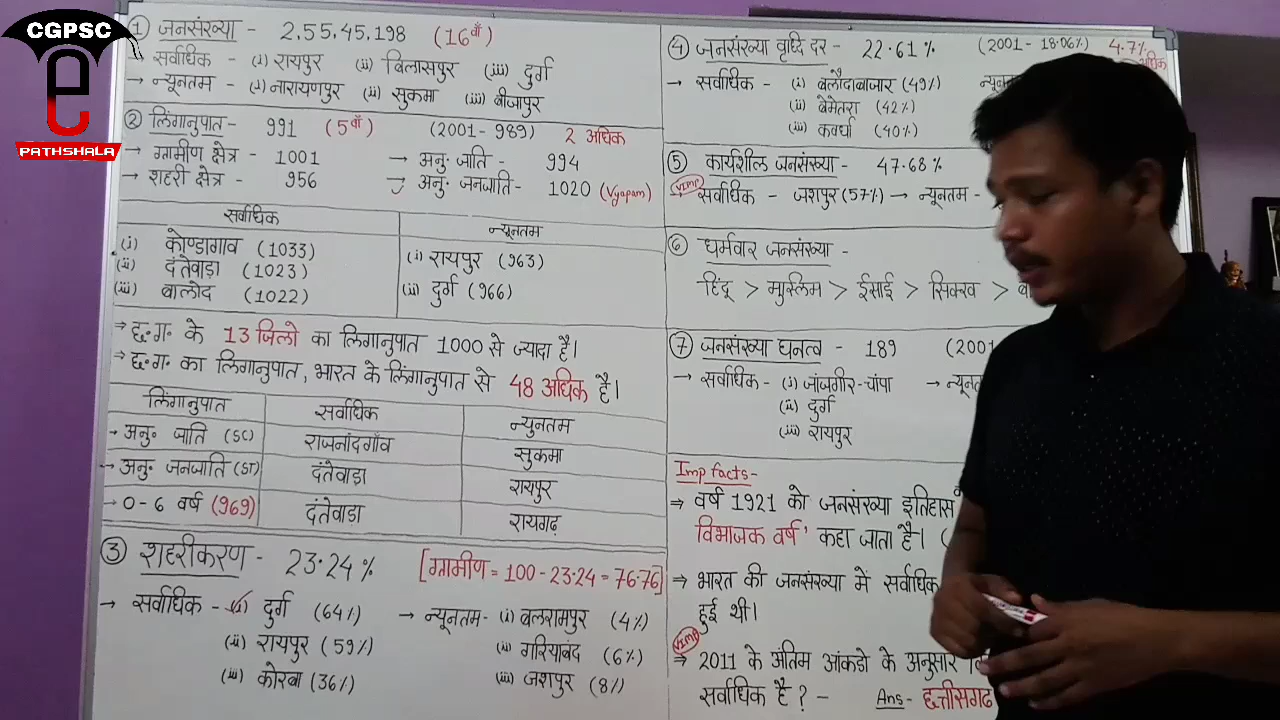 CGPSC
e
PATHSHALA
① जनसंख्या - 2,55,45,198 (16वाँ)
→ सर्वाधिक - (i) रायपुर (ii) बिलासपुर (iii) दुर्ग
→ न्यूनतम - (i) नारायणपुर (ii) सुकमा (iii) बीजापुर
② लिंगानुपात - 991 (5वाँ) (2001 - 989) 2 अधिक
→ ग्रामीण क्षेत्र - 1001 → अनु॰ जाति - 994
→ शहरी क्षेत्र - 956 → अनु॰ जनजाति - 1020 (Vyapam)
सर्वाधिक न्यूनतम
(i) कोण्डागाव (1033) (i) रायपुर (963)
(ii) दंतेवाड़ा (1023) (ii) दुर्ग (966)
(iii) बालोद (1022)
→ छ॰ग॰ के 13 जिलो का लिंगानुपात 1000 से ज्यादा है।
→ छ॰ग॰ का लिंगानुपात, भारत के लिंगानुपात से 48 अधिक है।
लिंगानुपात सर्वाधिक न्युनतम
→ अनु॰ जाति (SC) राजनांदगाँव सुकमा
→ अनु॰ जनजाति (ST) दंतेवाड़ा रायपुर
→ 0-6 वर्ष (969) दंतेवाड़ा रायगढ़
③ शहरीकरण - 23.24 % [ग्रामीण = 100 - 23.24 = 76.76]
→ सर्वाधिक - (i) दुर्ग (64%) → न्यूनतम - (i) बलरामपुर (4%)
(ii) रायपुर (59%) (ii) गरियाबंद (6%)
(iii) कोरबा (36%) (iii) जशपुर (8%)
④ जनसंख्या वृध्दि दर - 22.61 % (2001 - 18.06%) 4.7%
अधिक
→ सर्वाधिक - (i) बलौदाबाजार (49%)
(ii) बेमेतरा (42%)
(iii) कवर्धा (40%)
⑤ कार्यशील जनसंख्या - 47.68 %
VIMP
→ सर्वाधिक - जशपुर (57%) → न्यूनतम -
⑥ धर्मवार जनसंख्या -
हिंदू > मुस्लिम > ईसाई > सिक्ख >
⑦ जनसंख्या घनत्व - 189 (2001
→ सर्वाधिक - (i) जांजगीर-चांपा →
(ii) दुर्ग
(iii) रायपुर
Imp facts -
⇒ वर्ष 1921 को जनसंख्या इतिहास
विभाजक वर्ष' कहा जाता है। (
⇒ भारत की जनसंख्या में सर्वाधिक
हुई थी।
VIMP
⇒ 2011 के अंतिम आंकडो के अनुसार
सर्वाधिक है ? - Ans - छत्तीसगढ